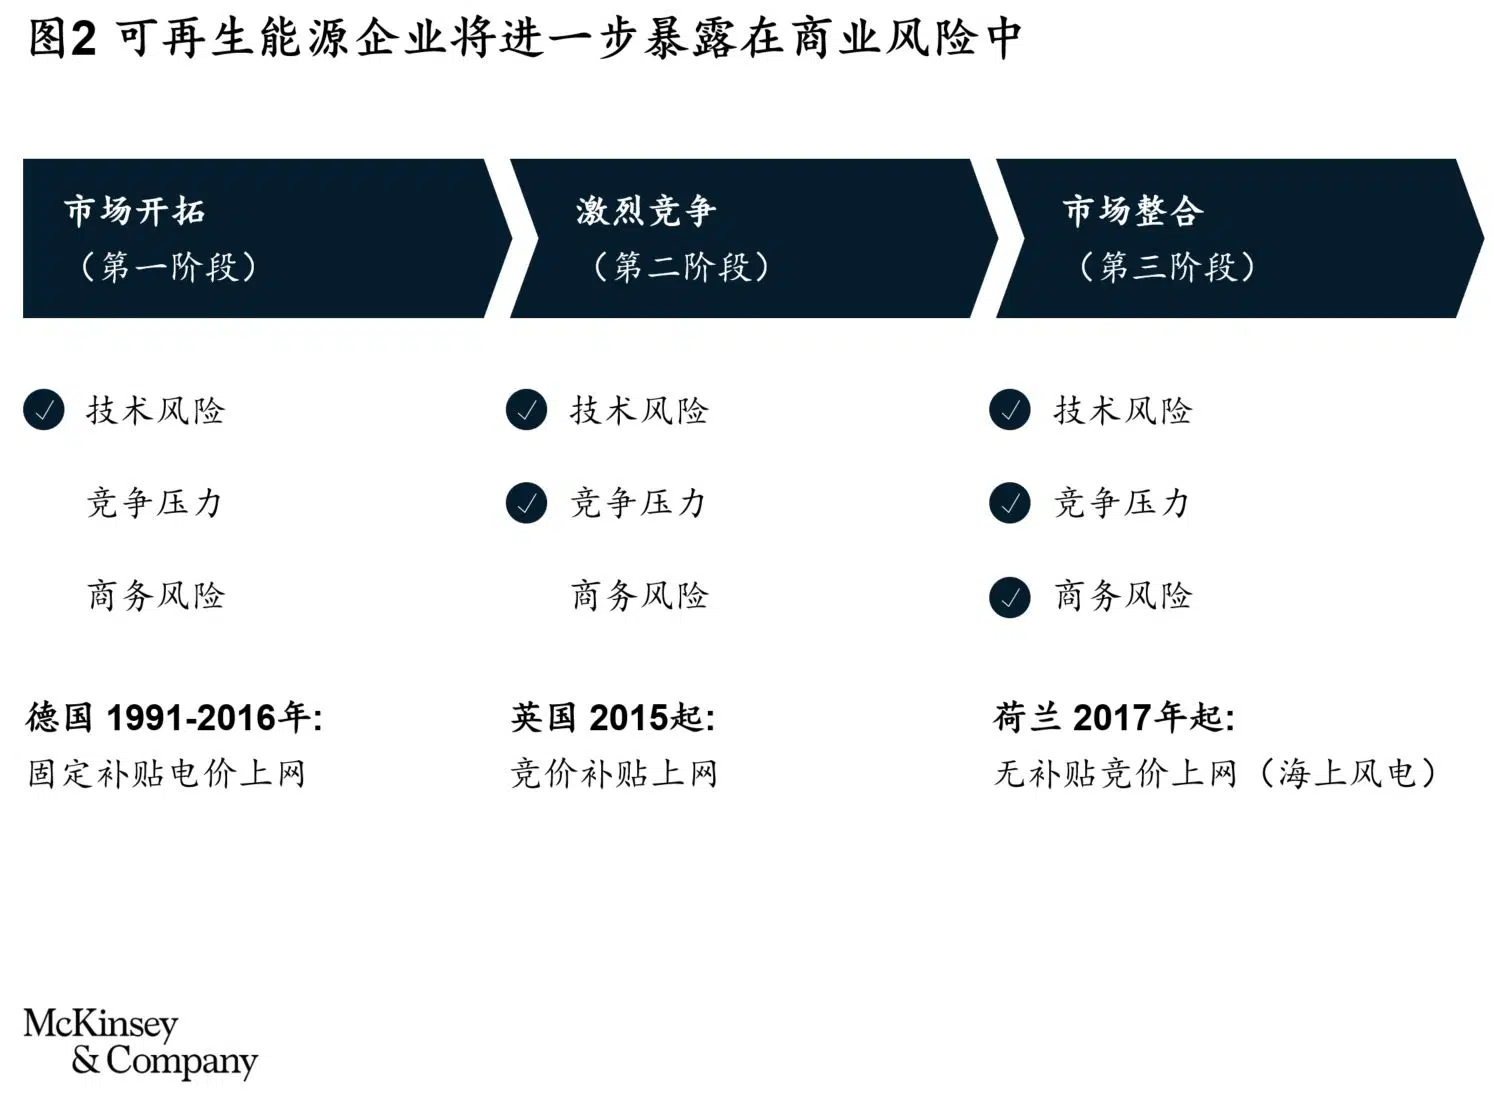 图2 可再生能源企业将进一步暴露在商业风险中
市场开拓
（第一阶段）
激烈竞争
（第二阶段）
市场整合
（第三阶段）
技术风险
竞争压力
商务风险
技术风险
竞争压力
商务风险
技术风险
竞争压力
商务风险
德国 1991-2016年:
固定补贴电价上网
英国 2015起:
竞价补贴上网
荷兰 2017年起:
无补贴竞价上网（海上风电）
McKinsey
& Company